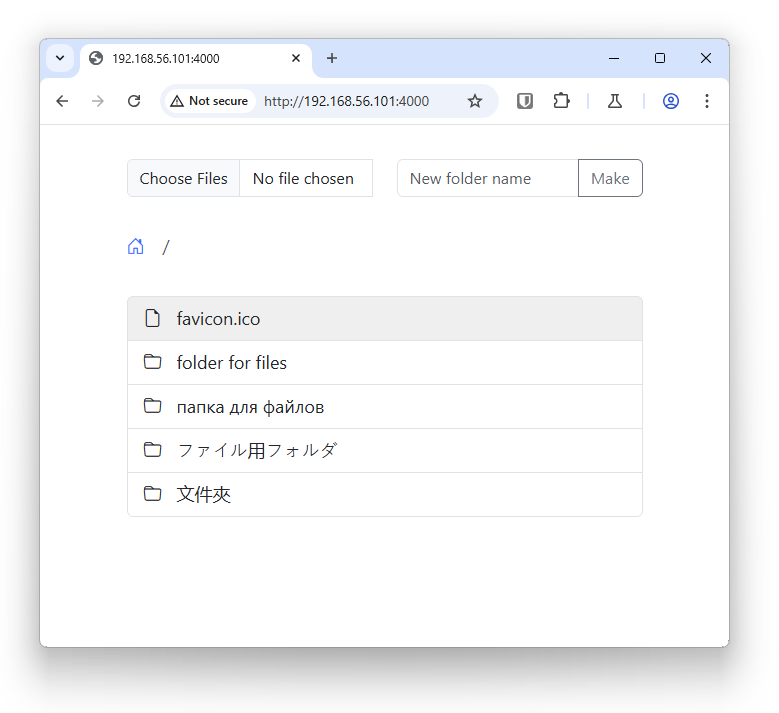 192.168.56.101:4000
Not secure http://192.168.56.101:4000
Choose Files No file chosen New folder name Make
/
favicon.ico
folder for files
папка для файлов
ファイル用フォルダ
文件夾